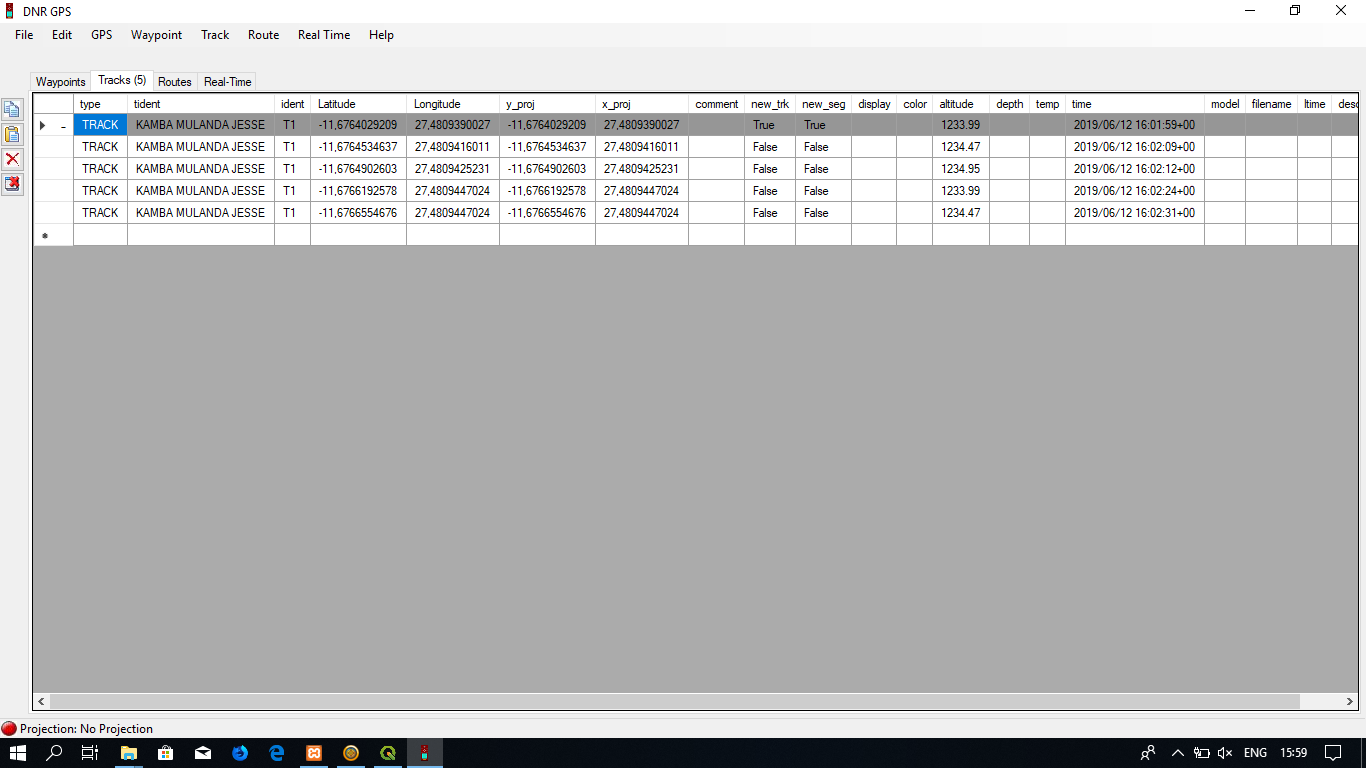 DNR GPS
File Edit GPS Waypoint Track Route Real Time Help
Waypoints Tracks (5) Routes Real-Time
type tident ident Latitude Longitude y_proj x_proj comment new_trk new_seg display color altitude depth temp time model filename ltime desc
TRACK KAMBA MULANDA JESSE T1 -11,6764029209 27,4809390027 -11,6764029209 27,4809390027 True True 1233.99 2019/06/12 16:01:59+00
TRACK KAMBA MULANDA JESSE T1 -11,6764534637 27,4809416011 -11,6764534637 27,4809416011 False False 1234.47 2019/06/12 16:02:09+00
TRACK KAMBA MULANDA JESSE T1 -11,6764902603 27,4809425231 -11,6764902603 27,4809425231 False False 1234.95 2019/06/12 16:02:12+00
TRACK KAMBA MULANDA JESSE T1 -11,6766192578 27,4809447024 -11,6766192578 27,4809447024 False False 1233.99 2019/06/12 16:02:24+00
TRACK KAMBA MULANDA JESSE T1 -11,6766554676 27,4809447024 -11,6766554676 27,4809447024 False False 1234.47 2019/06/12 16:02:31+00
Projection: No Projection
ENG 15:59